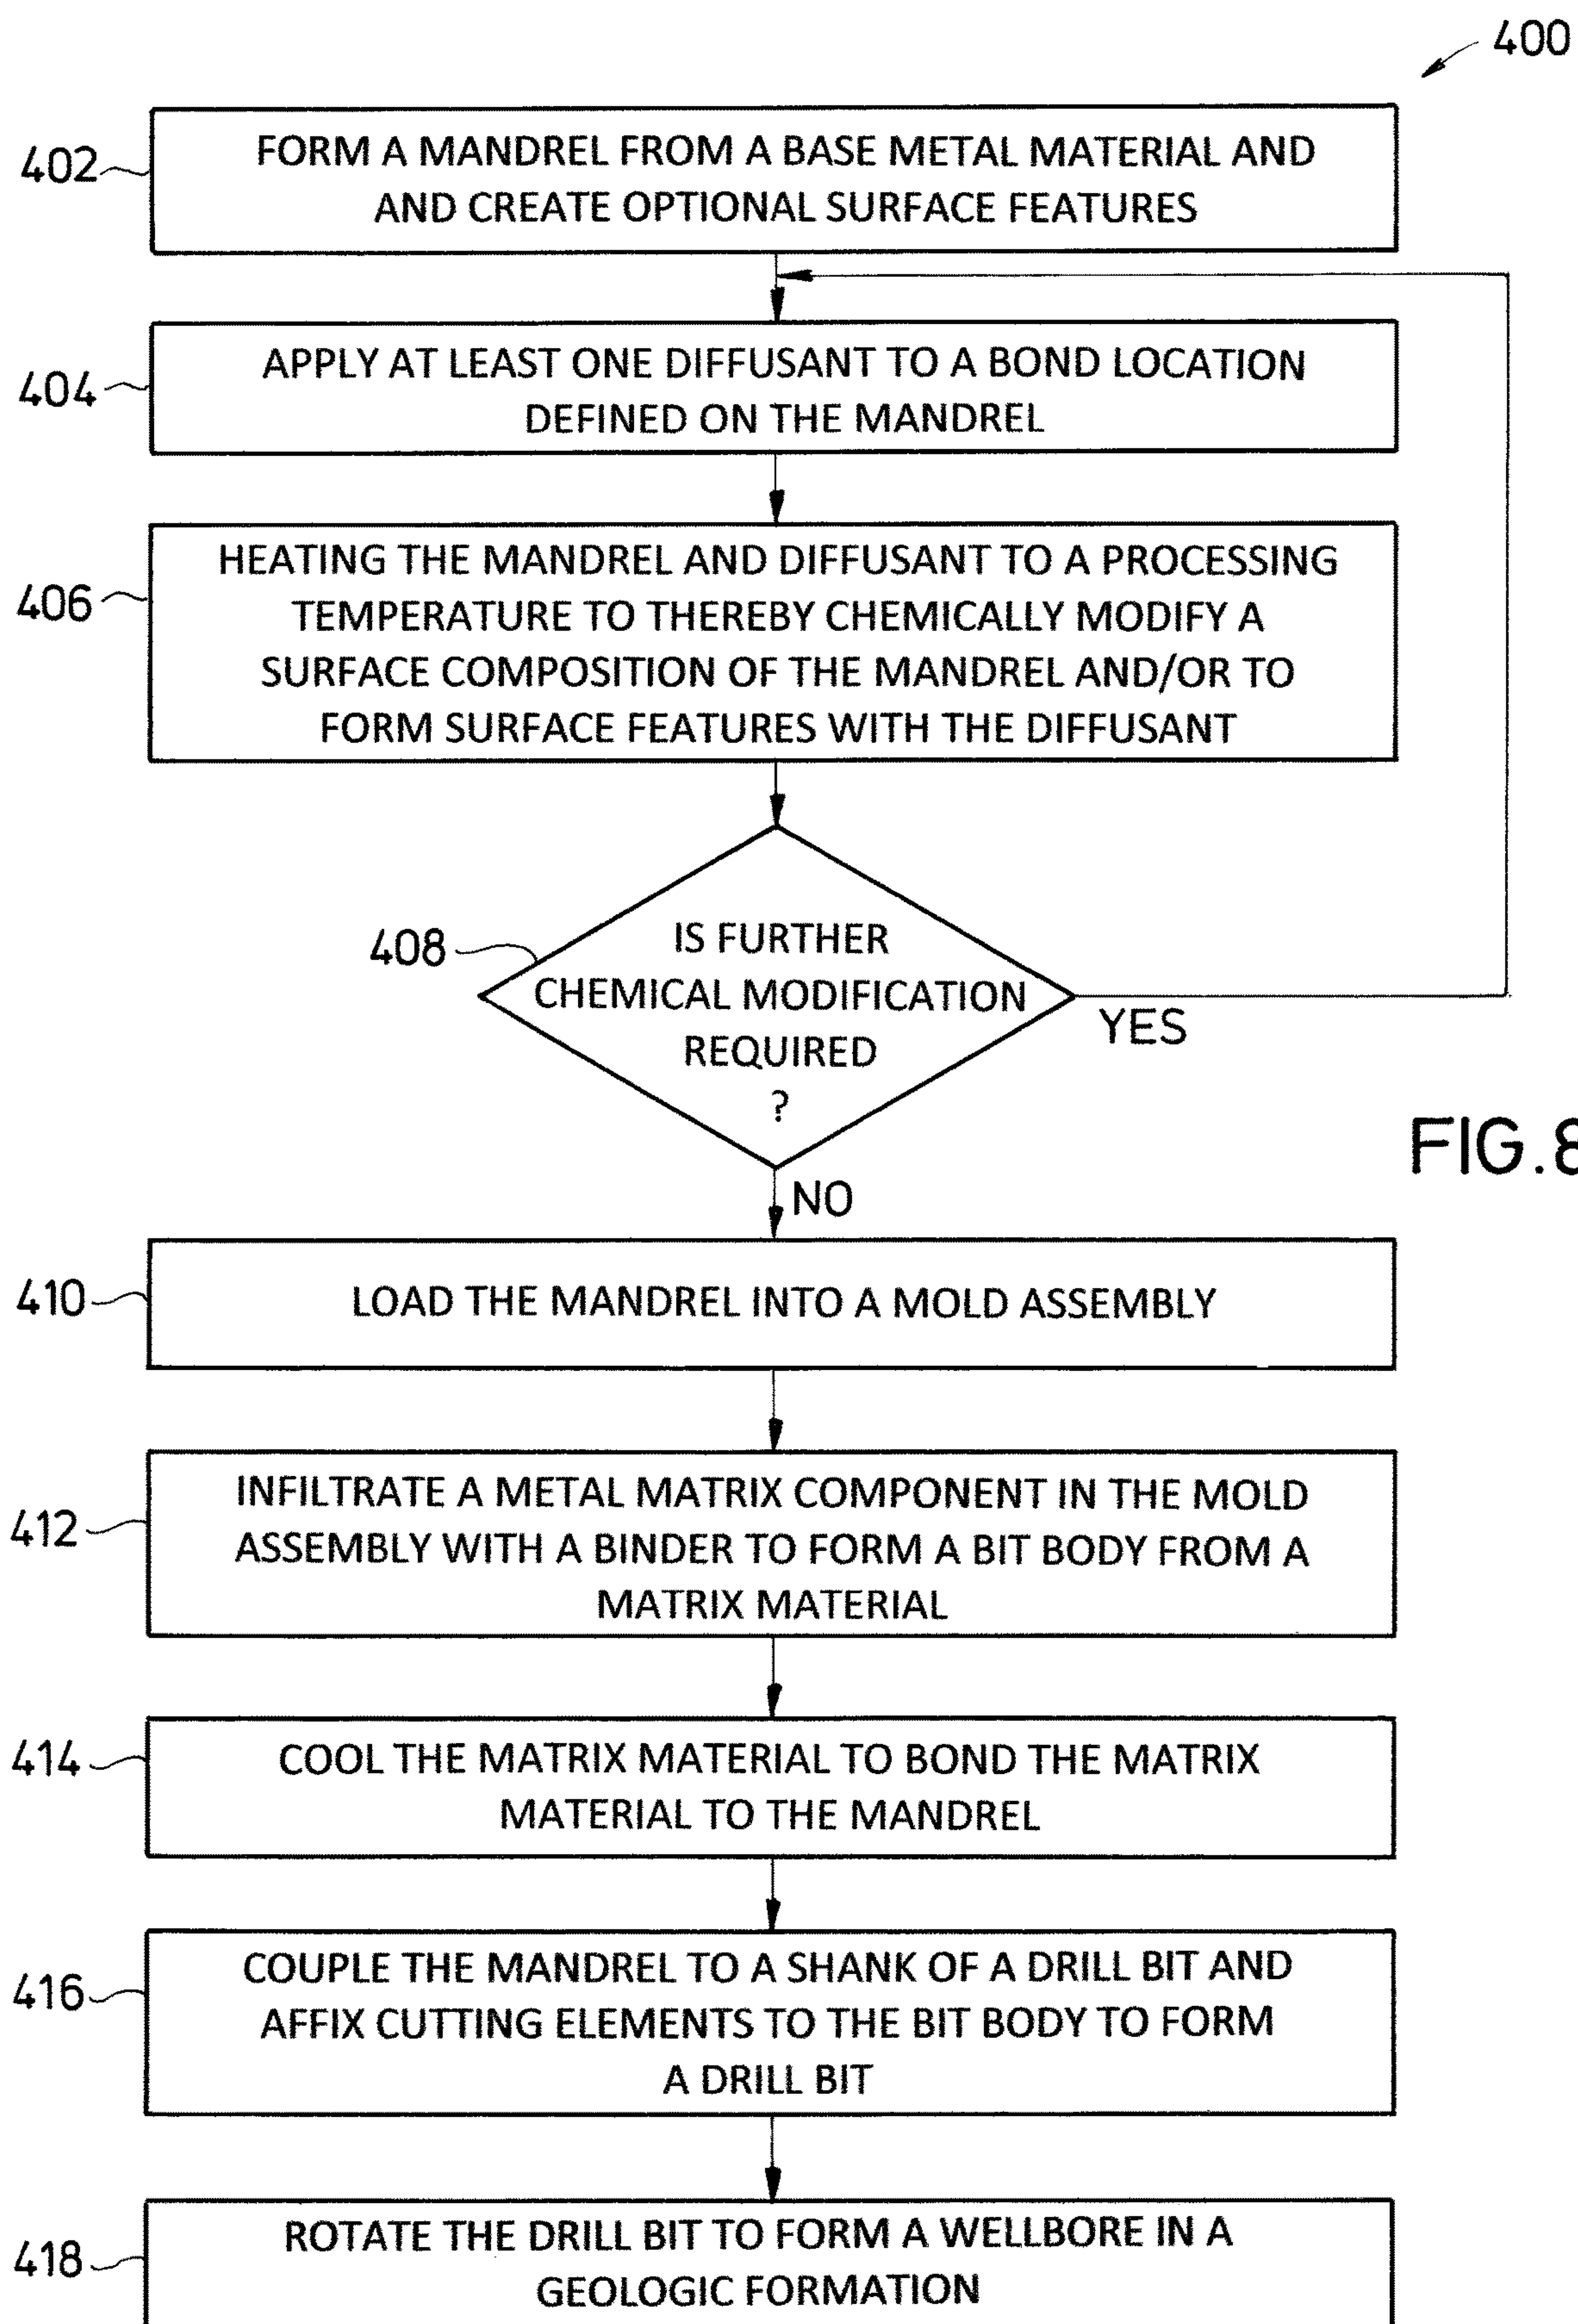 400
402
FORM A MANDREL FROM A BASE METAL MATERIAL AND
AND CREATE OPTIONAL SURFACE FEATURES
404
APPLY AT LEAST ONE DIFFUSANT TO A BOND LOCATION
DEFINED ON THE MANDREL
406
HEATING THE MANDREL AND DIFFUSANT TO A PROCESSING
TEMPERATURE TO THEREBY CHEMICALLY MODIFY A
SURFACE COMPOSITION OF THE MANDREL AND/OR TO
FORM SURFACE FEATURES WITH THE DIFFUSANT
408
IS FURTHER
CHEMICAL MODIFICATION
REQUIRED
?
YES
FIG.8
NO
410
LOAD THE MANDREL INTO A MOLD ASSEMBLY
412
INFILTRATE A METAL MATRIX COMPONENT IN THE MOLD
ASSEMBLY WITH A BINDER TO FORM A BIT BODY FROM A
MATRIX MATERIAL
414
COOL THE MATRIX MATERIAL TO BOND THE MATRIX
MATERIAL TO THE MANDREL
416
COUPLE THE MANDREL TO A SHANK OF A DRILL BIT AND
AFFIX CUTTING ELEMENTS TO THE BIT BODY TO FORM
A DRILL BIT
418
ROTATE THE DRILL BIT TO FORM A WELLBORE IN A
GEOLOGIC FORMATION